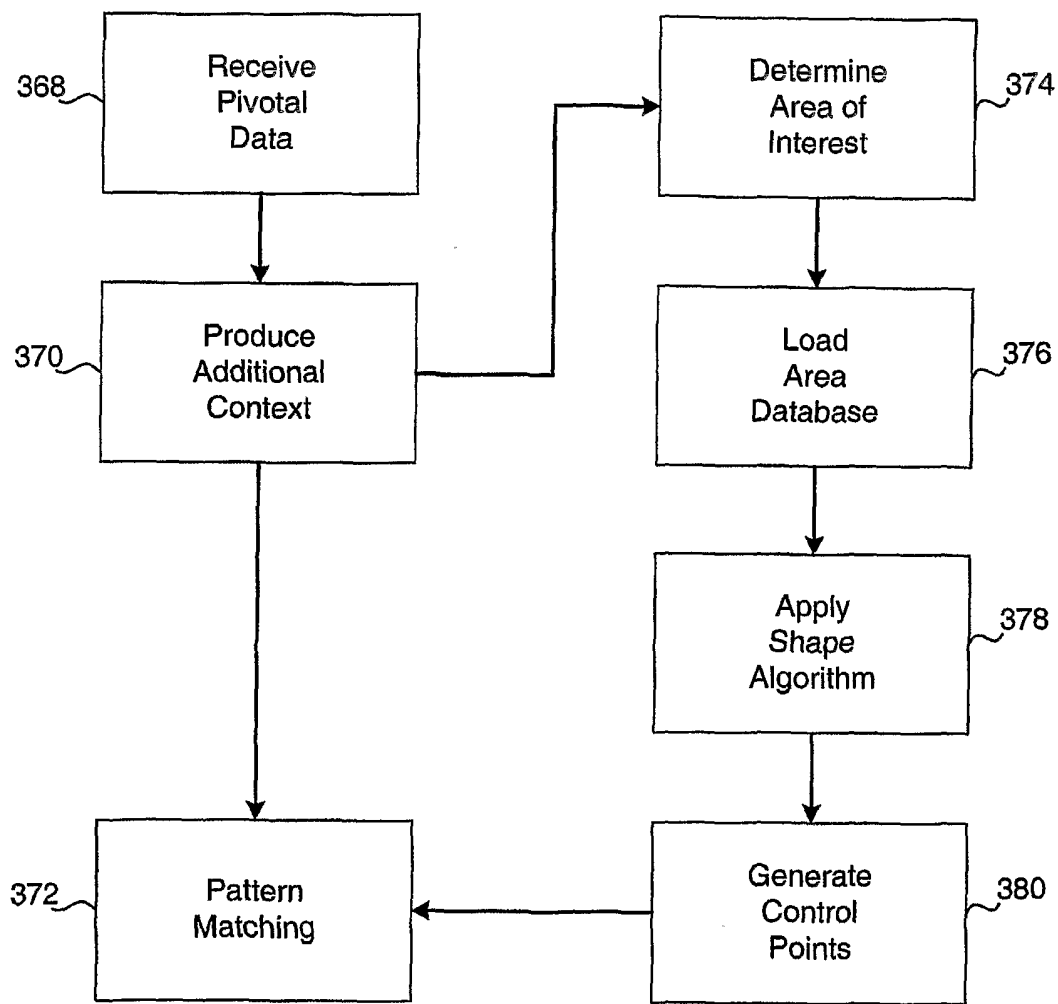 368
Receive
Pivotal
Data
370
Produce
Additional
Context
372
Pattern
Matching
Determine
Area of
Interest
374
Load
Area
Database
376
Apply
Shape
Algorithm
378
Generate
Control
Points
380